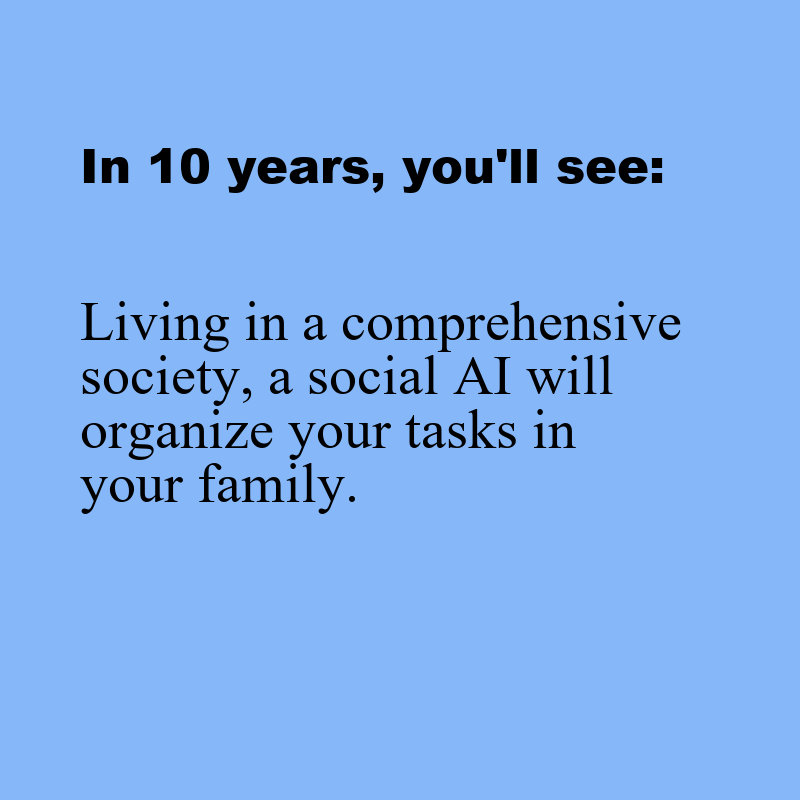 In 10 years, you'll see:
Living in a comprehensive
society, a social AI will
organize your tasks in
your family.